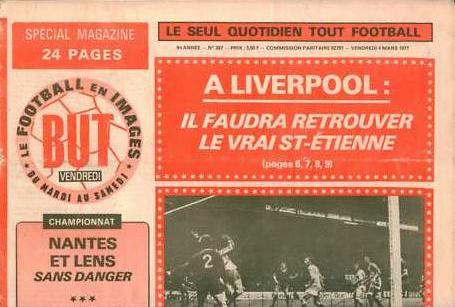 SPÉCIAL MAGAZINE
24 PAGES
LE SEUL QUOTIDIEN TOUT FOOTBALL
VENDREDI 4 MARS 1977
LE FOOTBALL EN IMAGES
BUT
VENDREDI
DU MARDI AU SAMEDI
A LIVERPOOL :
IL FAUDRA RETROUVER
LE VRAI ST-ÉTIENNE
(pages 6, 7, 8, 9)
CHAMPIONNAT
NANTES
ET LENS
SANS DANGER
★★★
2